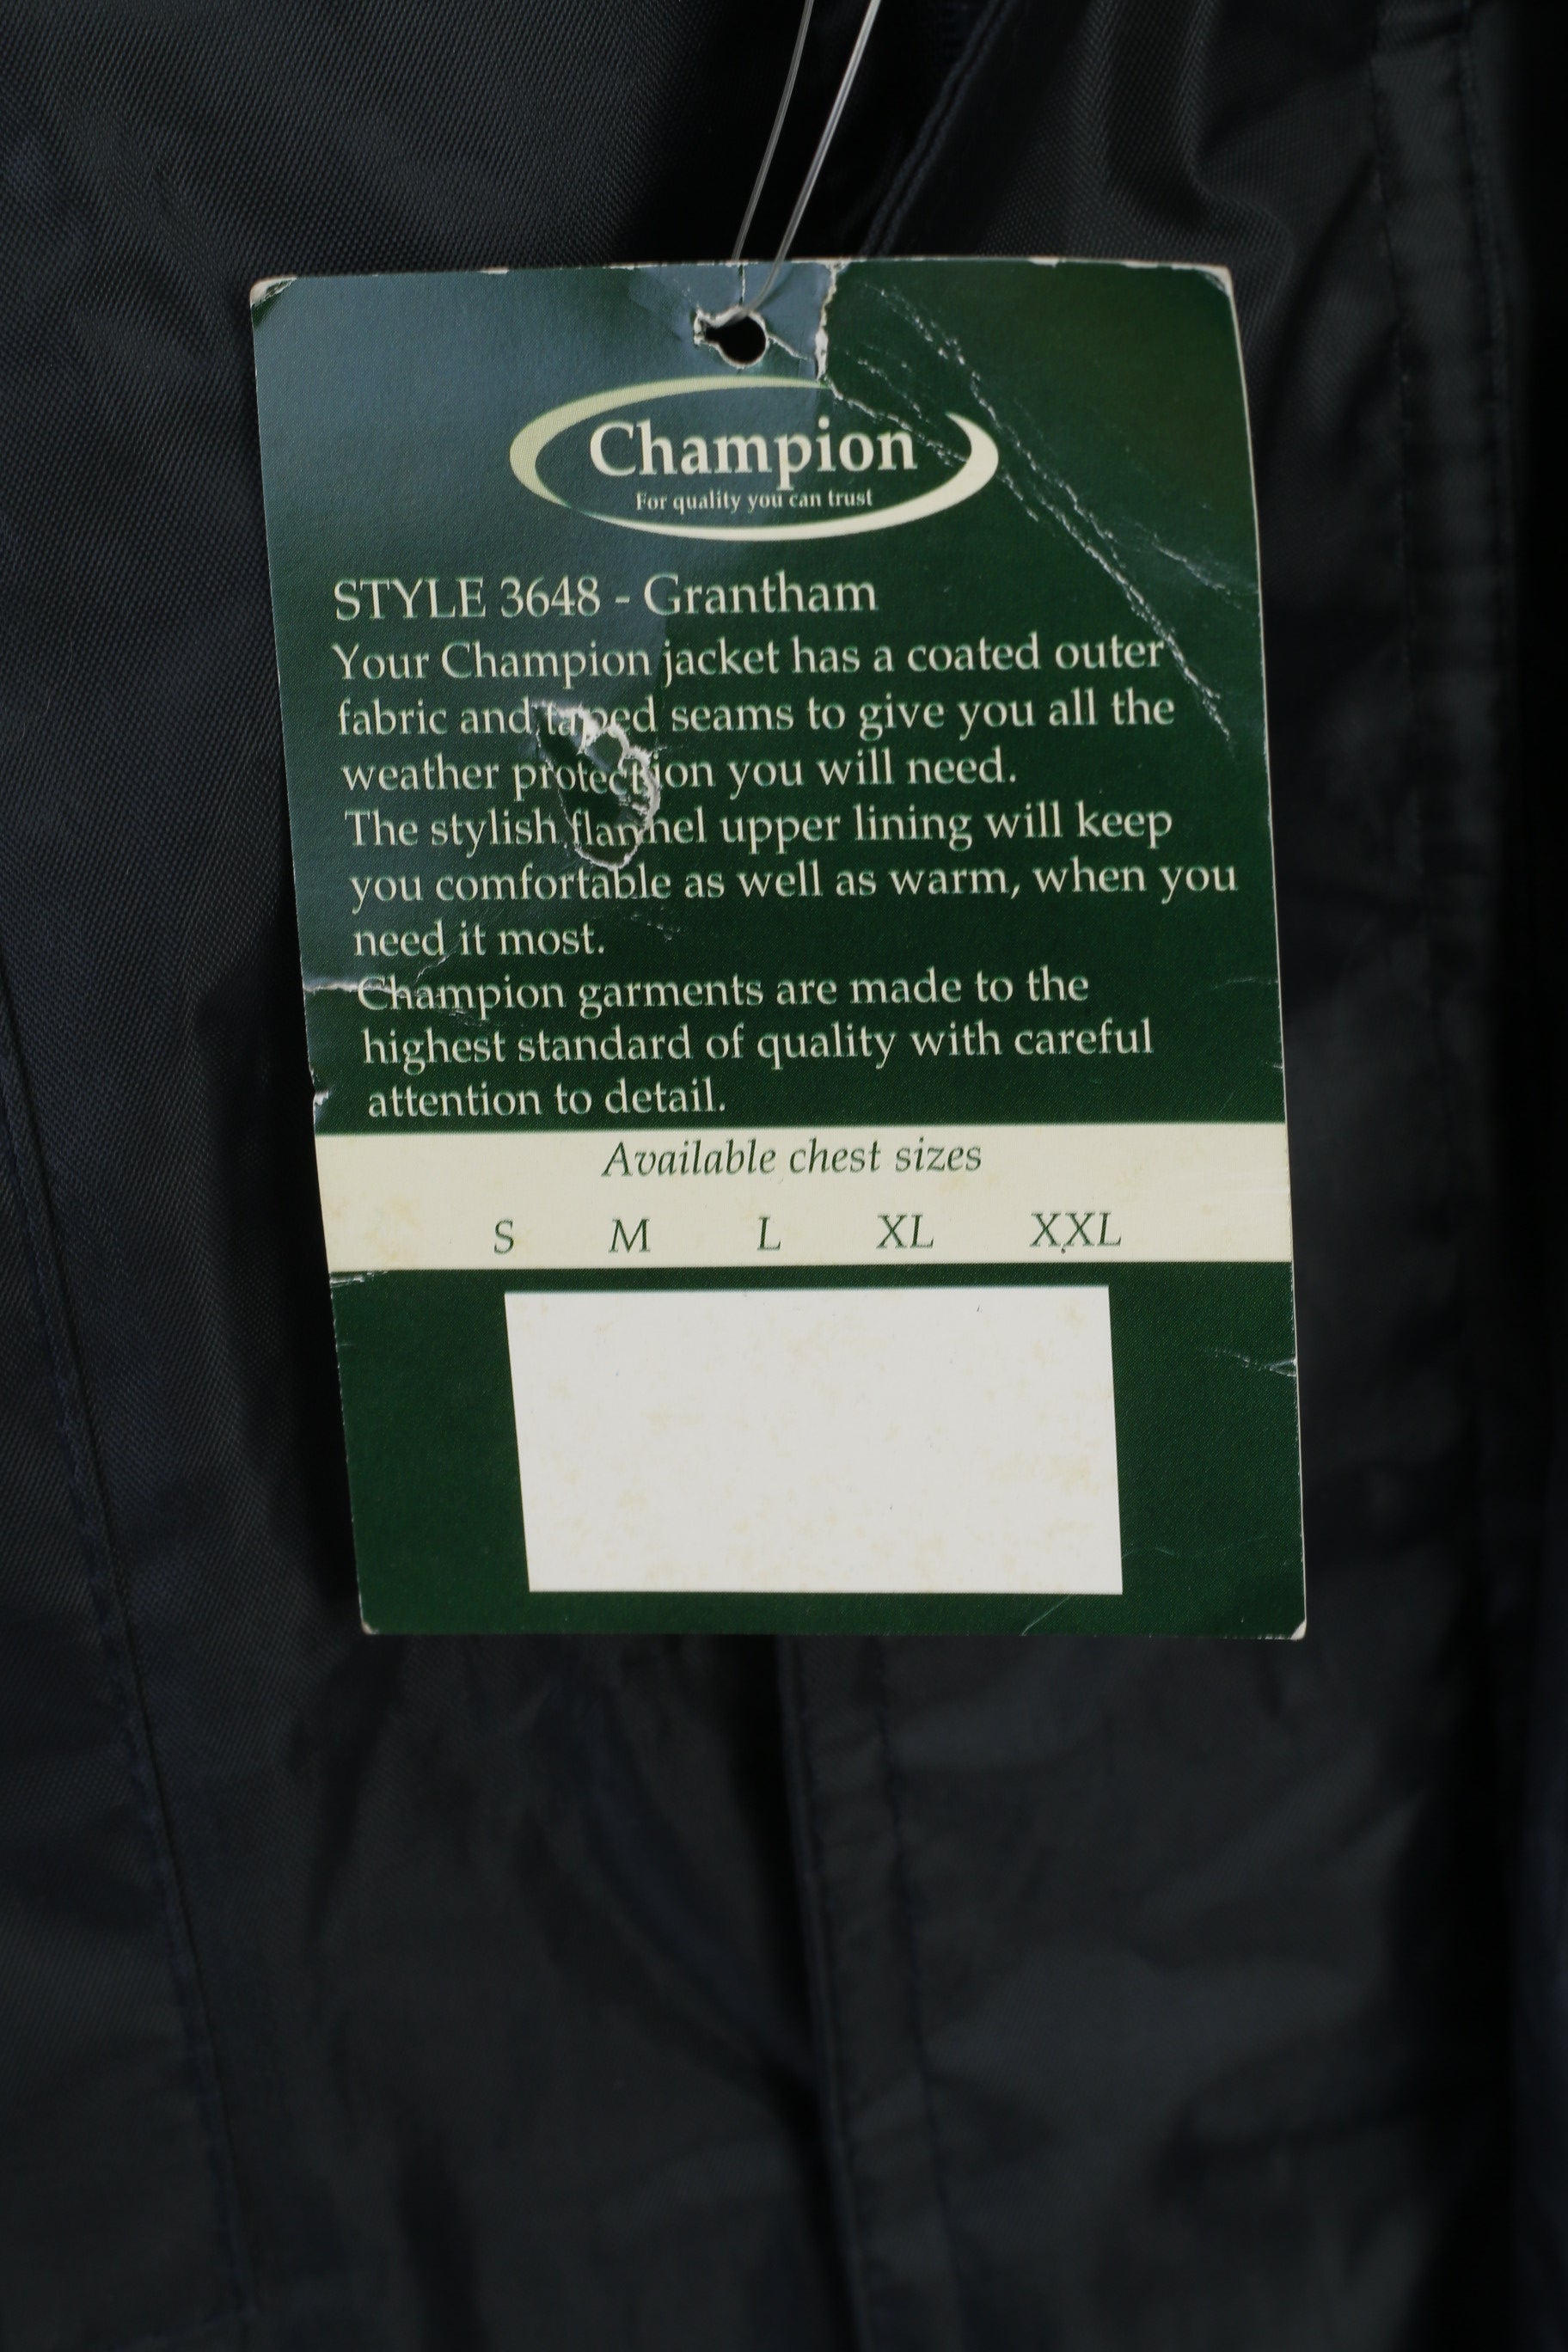 Champion
For quality you can trust
STYLE 3648 - Grantham
Your Champion jacket has a coated outer
fabric and taped seams to give you all the
weather protection you will need.
The stylish flannel upper lining will keep
you comfortable as well as warm, when you
need it most.
Champion garments are made to the
highest standard of quality with careful
attention to detail.
Available chest sizes
S M L XL XXL